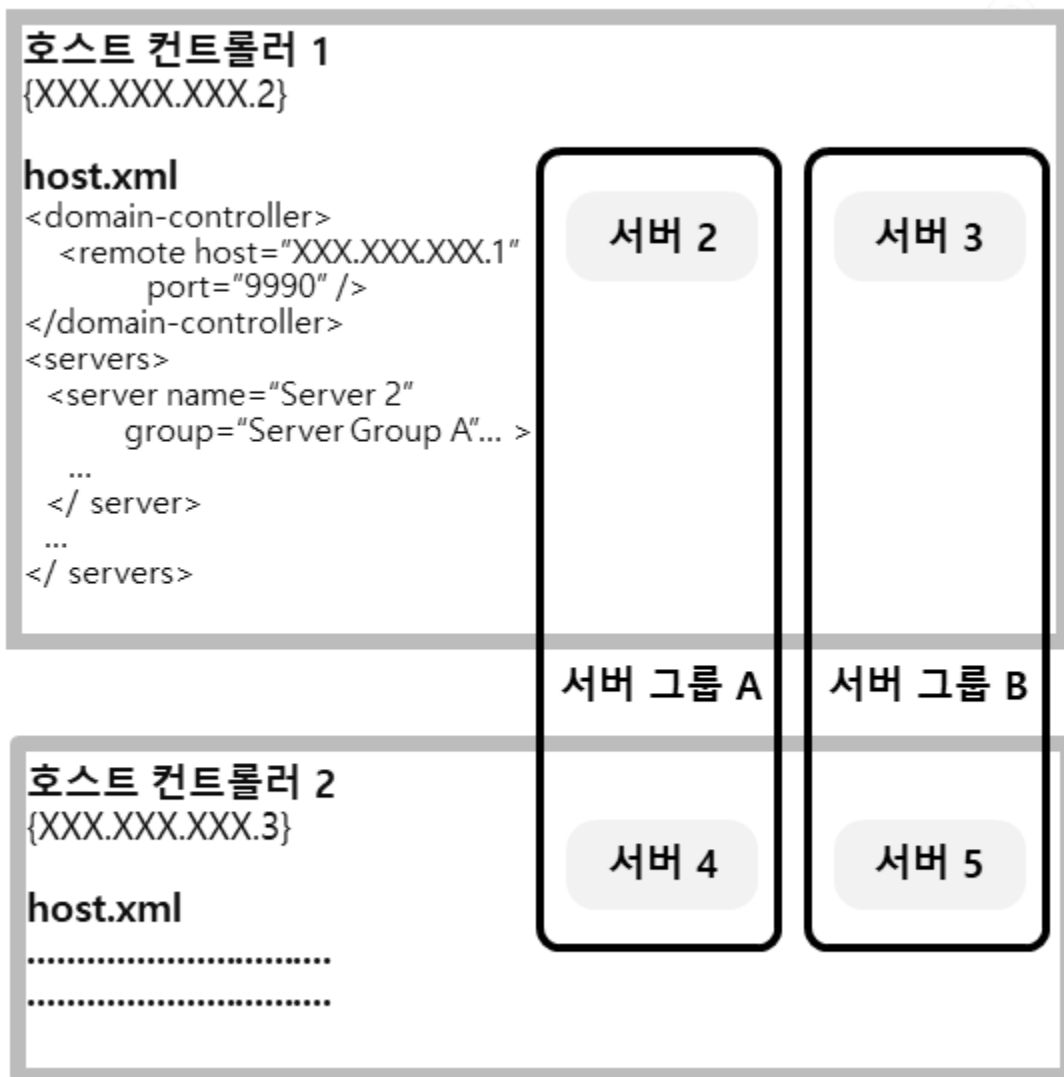 호스트 컨트롤러 1
{XXX.XXX.XXX.2}
host.xml
<domain-controller>
<remote host="XXX.XXX.XXX.1"
port="9990" />
</domain-controller>
<servers>
<server name="Server 2"
group="Server Group A"... >
...
</ server>
...
</ servers>
서버 2
서버 3
서버 그룹 A
서버 그룹 B
호스트 컨트롤러 2
{XXX.XXX.XXX.3}
host.xml
................................
................................
서버 4
서버 5